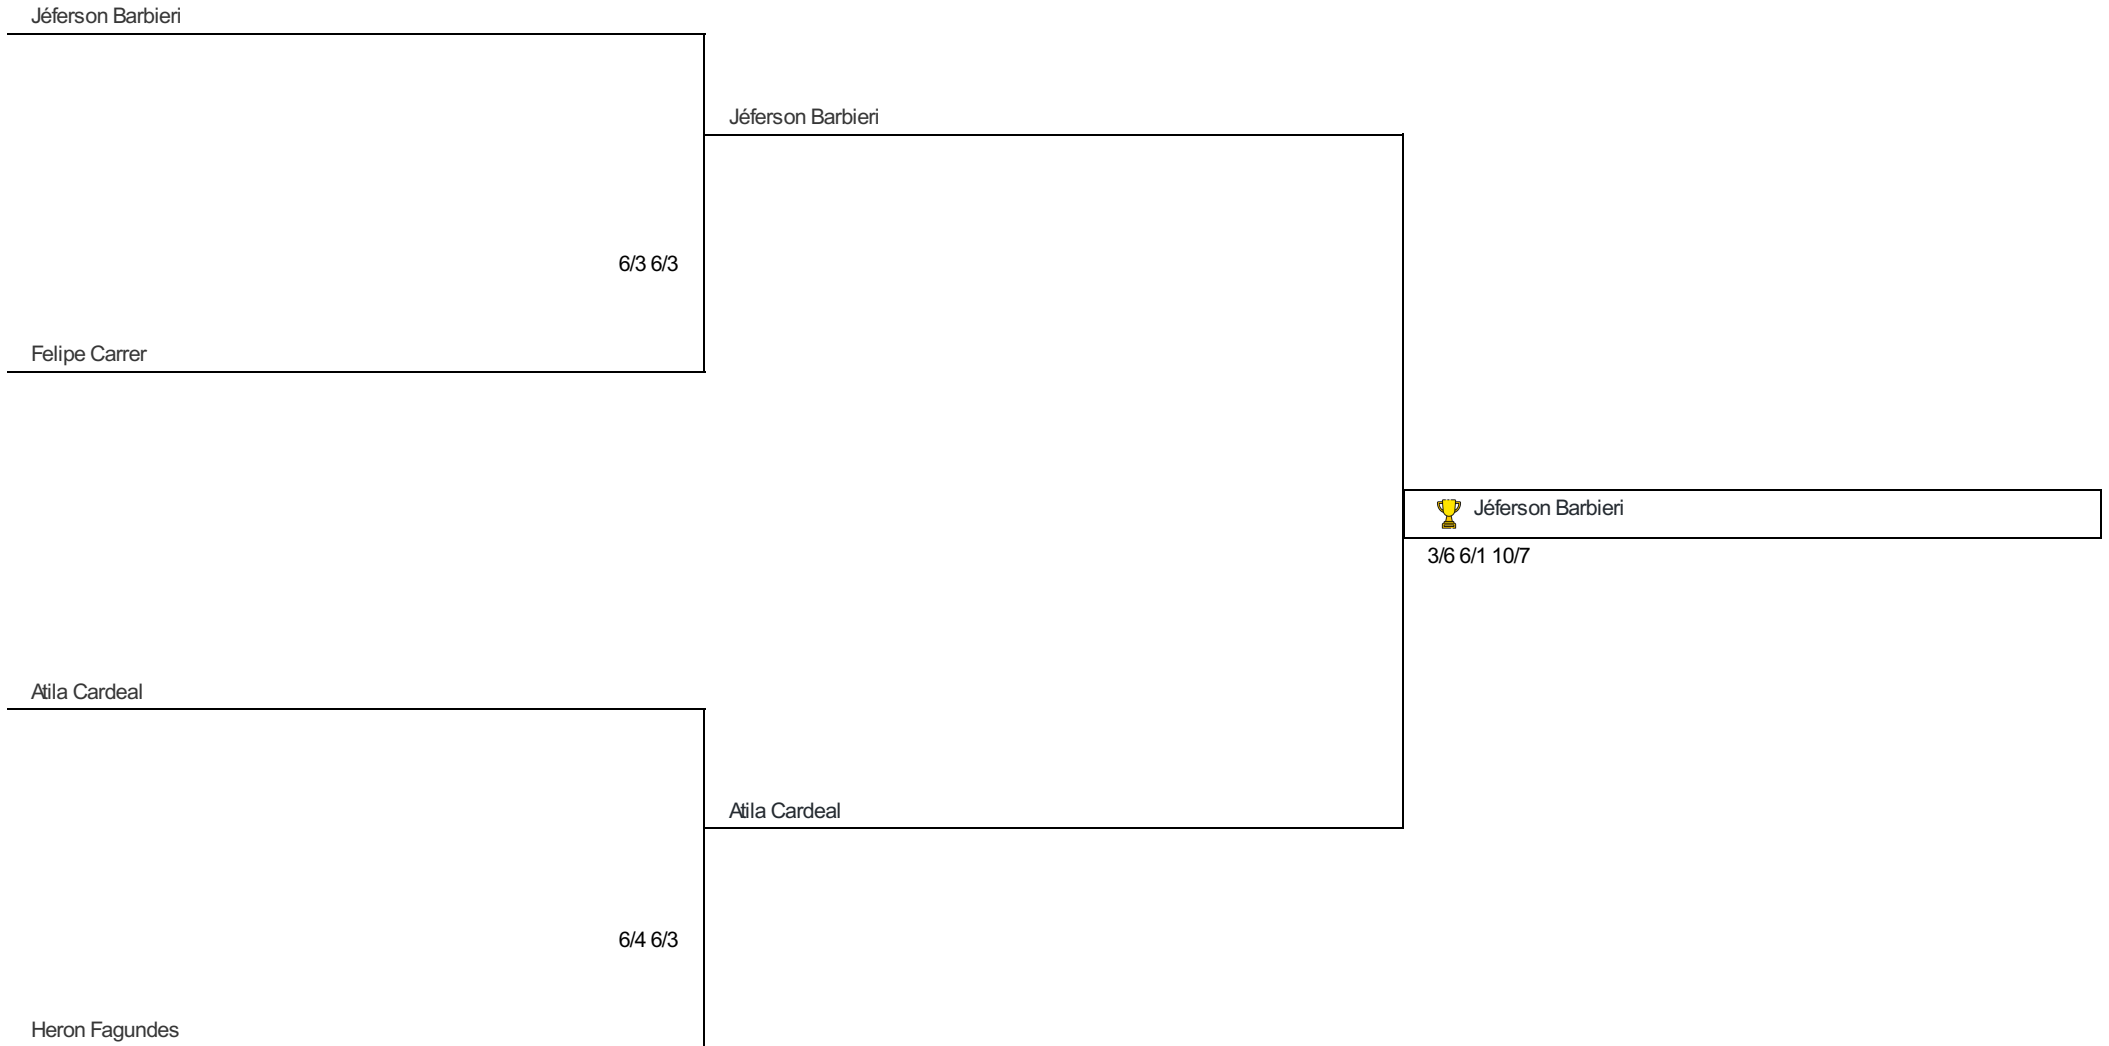 Jéferson Barbieri
Jéferson Barbieri
6/3 6/3
Felipe Carrer
Jéferson Barbieri
3/6 6/1 10/7
Atila Cardeal
Atila Cardeal
6/4 6/3
Heron Fagundes